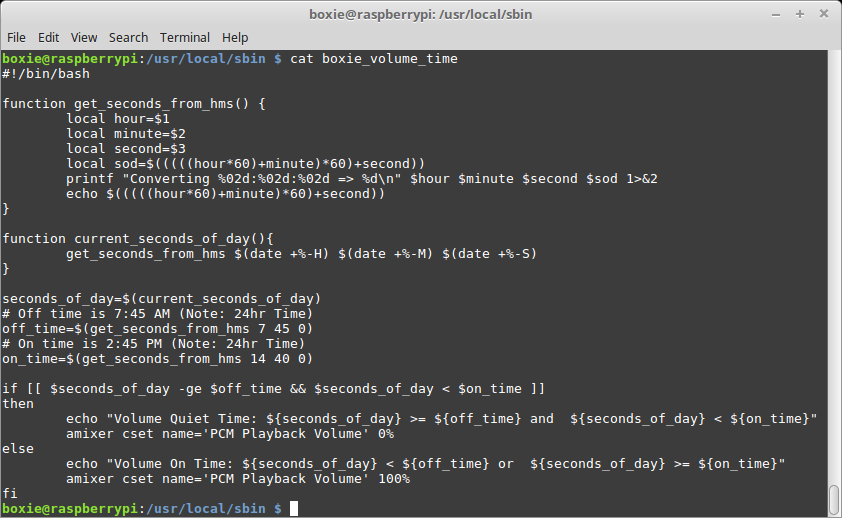 boxie@raspberrypi: /usr/local/sbin
File Edit View Search Terminal Help
boxie@raspberrypi:/usr/local/sbin $ cat boxie_volume_time
#!/bin/bash

function get_seconds_from_hms() {
        local hour=$1
        local minute=$2
        local second=$3
        local sod=$(((((hour*60)+minute)*60)+second))
        printf "Converting %02d:%02d:%02d => %d\n" $hour $minute $second $sod 1>&2
        echo $(((((hour*60)+minute)*60)+second))
}

function current_seconds_of_day(){
        get_seconds_from_hms $(date +%-H) $(date +%-M) $(date +%-S)
}

seconds_of_day=$(current_seconds_of_day)
# Off time is 7:45 AM (Note: 24hr Time)
off_time=$(get_seconds_from_hms 7 45 0)
# On time is 2:45 PM (Note: 24hr Time)
on_time=$(get_seconds_from_hms 14 40 0)

if [[ $seconds_of_day -ge $off_time && $seconds_of_day < $on_time ]]
then
        echo "Volume Quiet Time: ${seconds_of_day} >= ${off_time} and  ${seconds_of_day} < ${on_time}"
        amixer cset name='PCM Playback Volume' 0%
else
        echo "Volume On Time: ${seconds_of_day} < ${off_time} or  ${seconds_of_day} >= ${on_time}"
        amixer cset name='PCM Playback Volume' 100%
fi
boxie@raspberrypi:/usr/local/sbin $